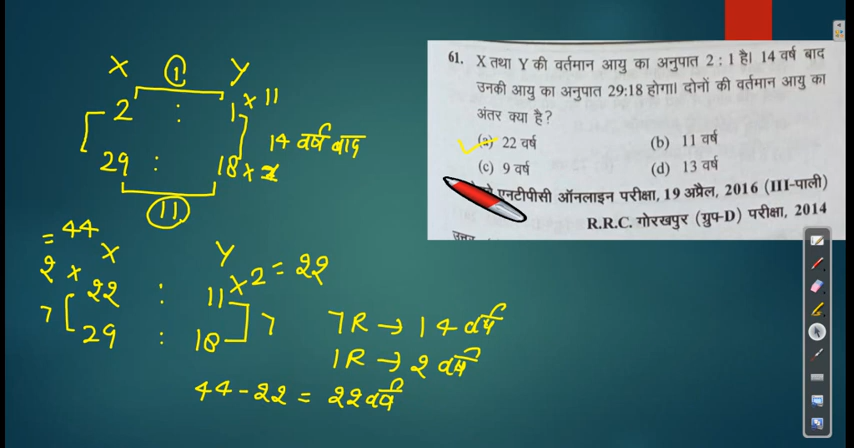 X ① Y
2 : 1 × 11
14 वर्ष बाद
29 : 18 × 2
⑪
= 44
X Y
2 × 22 : 11 × 2 = 22
7 29 : 18 7
7R → 14 वर्ष
1R → 2 वर्ष
44 - 22 = 22 वर्ष
61. X तथा Y की वर्तमान आयु का अनुपात 2 : 1 है। 14 वर्ष बाद
उनकी आयु का अनुपात 29:18 होगा। दोनों की वर्तमान आयु का
अंतर क्या है?
(a) 22 वर्ष (b) 11 वर्ष
(c) 9 वर्ष (d) 13 वर्ष
एनटीपीसी ऑनलाइन परीक्षा, 19 अप्रैल, 2016 (III-पाली)
R.R.C. गोरखपुर (ग्रुप-D) परीक्षा, 2014